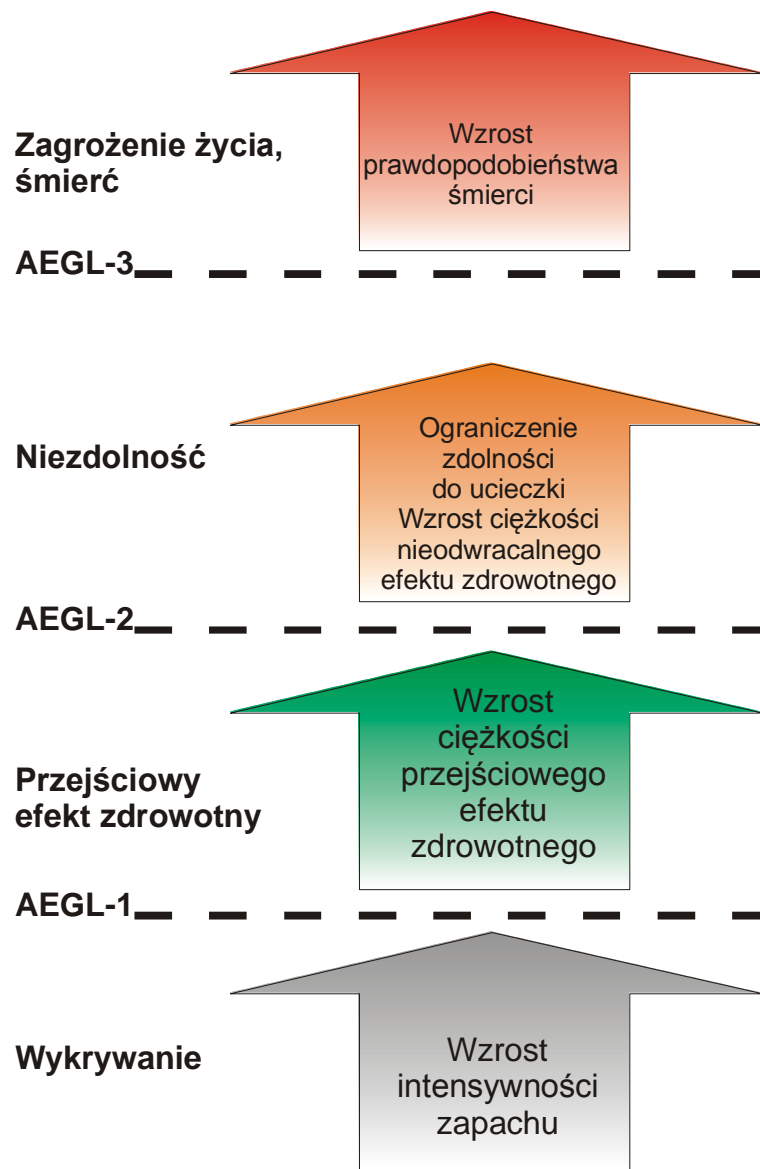 Zagrożenie życia,
śmierć
Wzrost
prawdopodobieństwa
śmierci
AEGL-3
Niezdolność
Ograniczenie
zdolności
do ucieczki
Wzrost ciężkości
nieodwracalnego
efektu zdrowotnego
AEGL-2
Przejściowy
efekt zdrowotny
Wzrost
ciężkości
przejściowego
efektu
zdrowotnego
AEGL-1
Wykrywanie
Wzrost
intensywności
zapachu